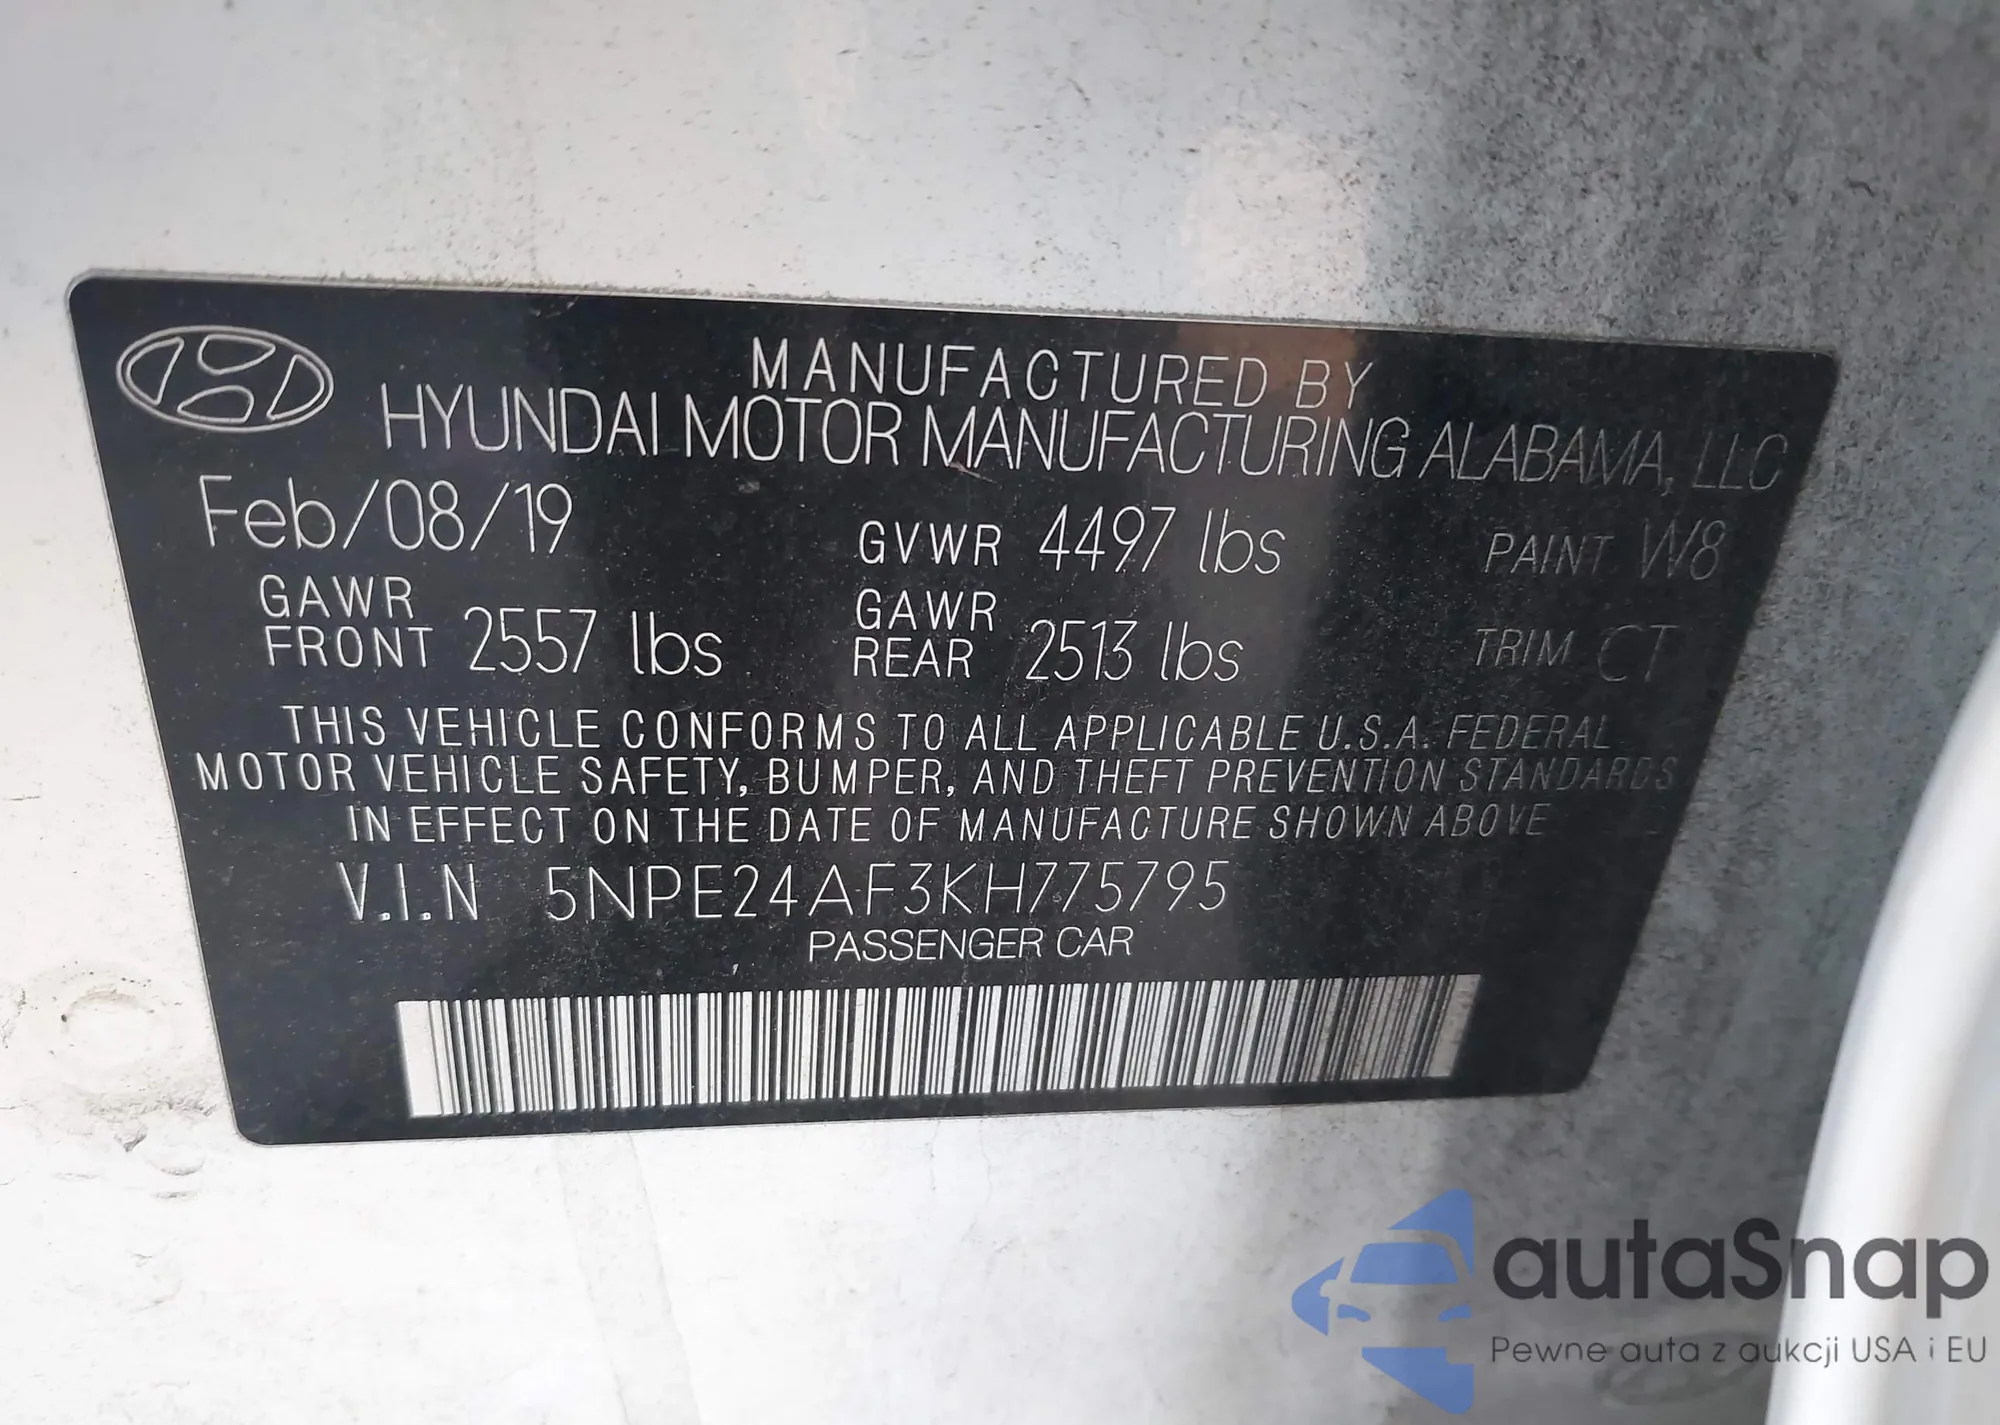 MANUFACTURED BY
HYUNDAI MOTOR MANUFACTURING ALABAMA, LLC
Feb/08/19 GVWR 4497 lbs PAINT W8
GAWR FRONT 2557 lbs GAWR REAR 2513 lbs TRIM CT
THIS VEHICLE CONFORMS TO ALL APPLICABLE U.S.A. FEDERAL
MOTOR VEHICLE SAFETY, BUMPER, AND THEFT PREVENTION STANDARDS
IN EFFECT ON THE DATE OF MANUFACTURE SHOWN ABOVE
V.I.N 5NPE24AF3KH775795
PASSENGER CAR
autaSnap
Pewne auta z aukcji USA i EU